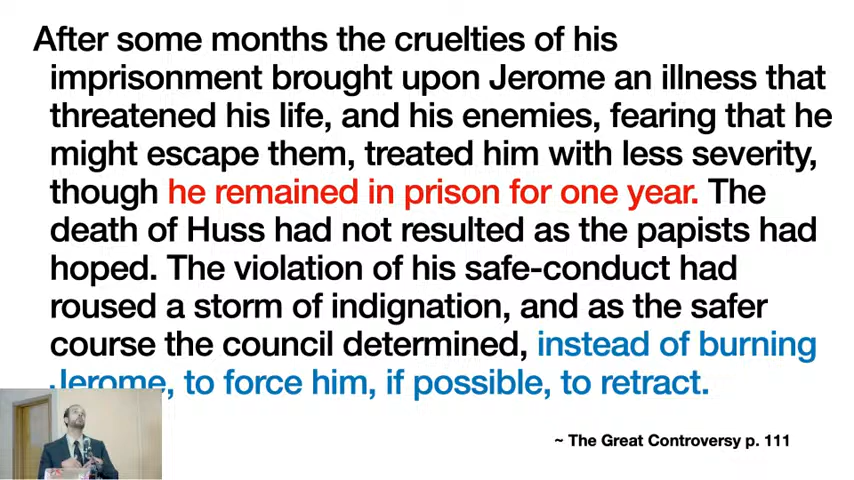 After some months the cruelties of his
imprisonment brought upon Jerome an illness that
threatened his life, and his enemies, fearing that he
might escape them, treated him with less severity,
though he remained in prison for one year. The
death of Huss had not resulted as the papists had
hoped. The violation of his safe-conduct had
roused a storm of indignation, and as the safer
course the council determined, instead of burning
Jerome, to force him, if possible, to retract.
~ The Great Controversy p. 111